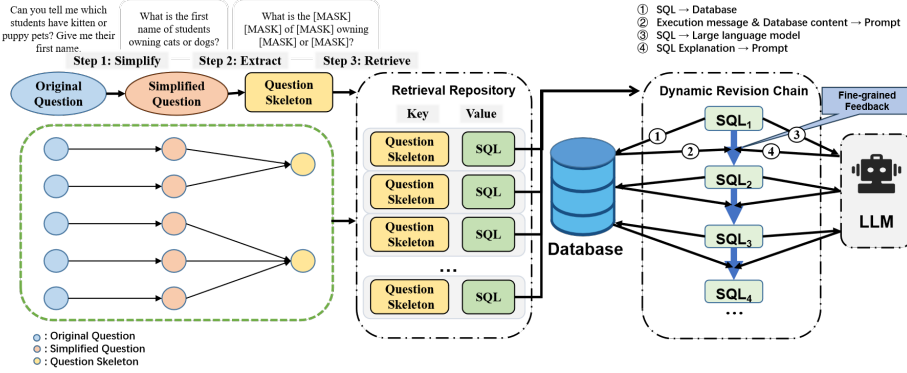 Can you tell me which
students have kitten or
puppy pets? Give me their
first name.
What is the first
name of students
owning cats or dogs?
What is the [MASK]
[MASK] of [MASK] owning
[MASK] or [MASK]?
① SQL → Database
② Execution message & Database content → Prompt
③ SQL → Large language model
④ SQL Explanation → Prompt
Step 1: Simplify
Step 2: Extract
Step 3: Retrieve
Original
Question
Simplified
Question
Question
Skeleton
Retrieval Repository
Key
Value
Question
Skeleton
SQL
Question
Skeleton
SQL
Question
Skeleton
SQL
...
Question
Skeleton
SQL
Database
Dynamic Revision Chain
Fine-grained
Feedback
SQL1
①
③
②
④
SQL2
SQL3
SQL4
...
LLM
: Original Question
: Simplified Question
: Question Skeleton